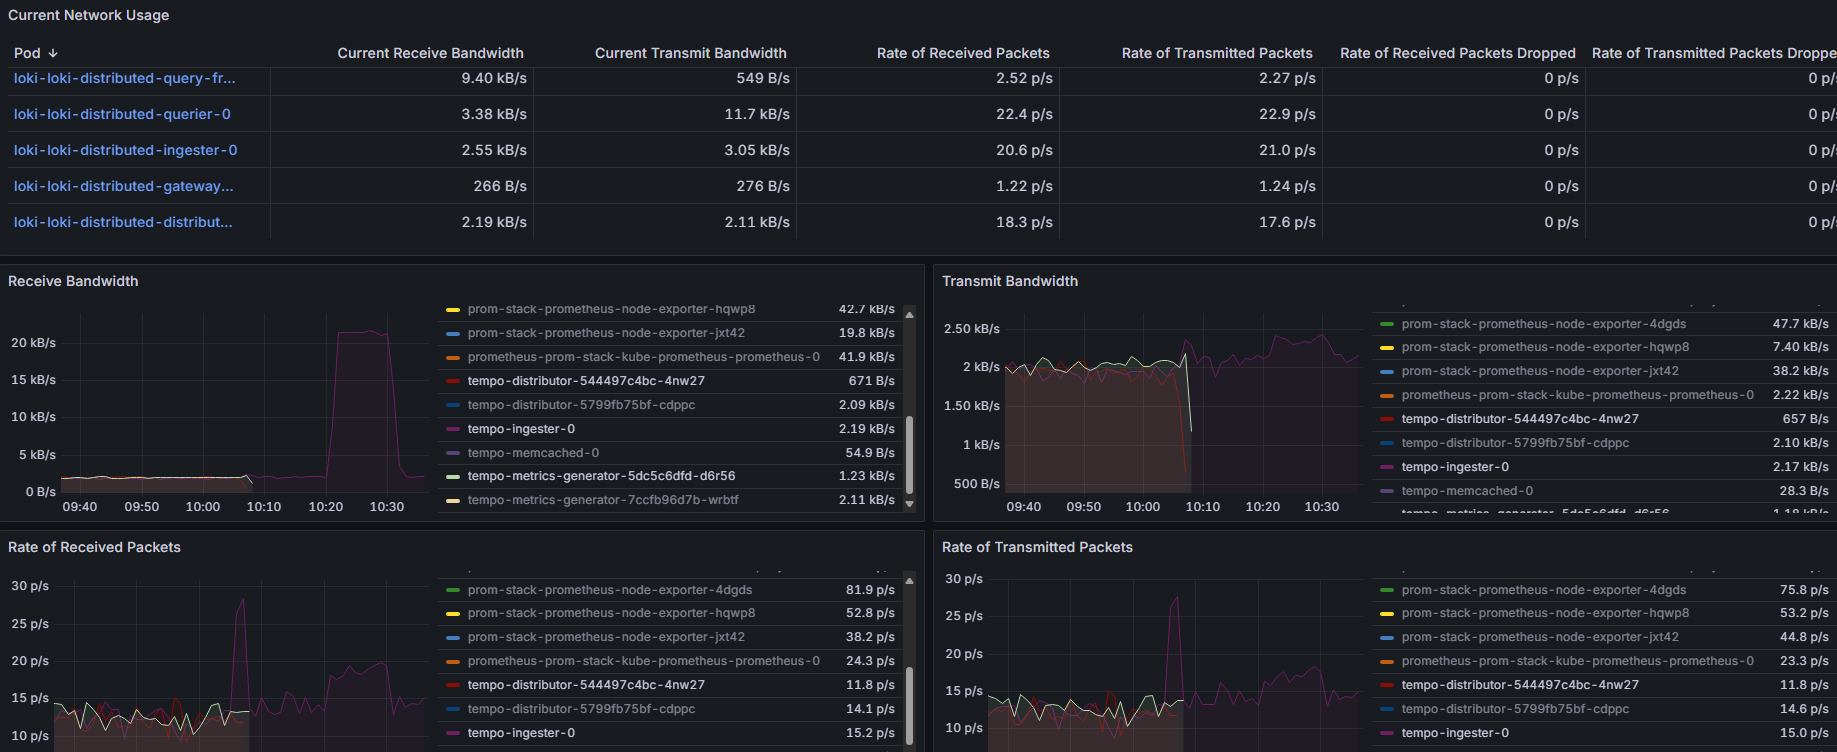 Current Network Usage
Pod ↓ Current Receive Bandwidth Current Transmit Bandwidth Rate of Received Packets Rate of Transmitted Packets Rate of Received Packets Dropped Rate of Transmitted Packets Droppe
loki-loki-distributed-query-fr... 9.40 kB/s 549 B/s 2.52 p/s 2.27 p/s 0 p/s 0 p/
loki-loki-distributed-querier-0 3.38 kB/s 11.7 kB/s 22.4 p/s 22.9 p/s 0 p/s 0 p/
loki-loki-distributed-ingester-0 2.55 kB/s 3.05 kB/s 20.6 p/s 21.0 p/s 0 p/s 0 p/
loki-loki-distributed-gateway... 266 B/s 276 B/s 1.22 p/s 1.24 p/s 0 p/s 0 p/
loki-loki-distributed-distribut... 2.19 kB/s 2.11 kB/s 18.3 p/s 17.6 p/s 0 p/s 0 p/
Receive Bandwidth
20 kB/s
15 kB/s
10 kB/s
5 kB/s
0 B/s
09:40 09:50 10:00 10:10 10:20 10:30
prom-stack-prometheus-node-exporter-hqwp8 42.7 kB/s
prom-stack-prometheus-node-exporter-jxt42 19.8 kB/s
prometheus-prom-stack-kube-prometheus-prometheus-0 41.9 kB/s
tempo-distributor-544497c4bc-4nw27 671 B/s
tempo-distributor-5799fb75bf-cdppc 2.09 kB/s
tempo-ingester-0 2.19 kB/s
tempo-memcached-0 54.9 B/s
tempo-metrics-generator-5dc5c6dfd-d6r56 1.23 kB/s
tempo-metrics-generator-7ccfb96d7b-wrbtf 2.11 kB/s
Transmit Bandwidth
2.50 kB/s
2 kB/s
1.50 kB/s
1 kB/s
500 B/s
09:40 09:50 10:00 10:10 10:20 10:30
prom-stack-prometheus-node-exporter-4dgds 47.7 kB/s
prom-stack-prometheus-node-exporter-hqwp8 7.40 kB/s
prom-stack-prometheus-node-exporter-jxt42 38.2 kB/s
prometheus-prom-stack-kube-prometheus-prometheus-0 2.22 kB/s
tempo-distributor-544497c4bc-4nw27 657 B/s
tempo-distributor-5799fb75bf-cdppc 2.10 kB/s
tempo-ingester-0 2.17 kB/s
tempo-memcached-0 28.3 B/s
tempo-metrics-generator-5dc5c6dfd-d6r56 1.18 kB/s
Rate of Received Packets
30 p/s
25 p/s
20 p/s
15 p/s
10 p/s
prom-stack-prometheus-node-exporter-4dgds 81.9 p/s
prom-stack-prometheus-node-exporter-hqwp8 52.8 p/s
prom-stack-prometheus-node-exporter-jxt42 38.2 p/s
prometheus-prom-stack-kube-prometheus-prometheus-0 24.3 p/s
tempo-distributor-544497c4bc-4nw27 11.8 p/s
tempo-distributor-5799fb75bf-cdppc 14.1 p/s
tempo-ingester-0 15.2 p/s
Rate of Transmitted Packets
30 p/s
25 p/s
20 p/s
15 p/s
10 p/s
prom-stack-prometheus-node-exporter-4dgds 75.8 p/s
prom-stack-prometheus-node-exporter-hqwp8 53.2 p/s
prom-stack-prometheus-node-exporter-jxt42 44.8 p/s
prometheus-prom-stack-kube-prometheus-prometheus-0 23.3 p/s
tempo-distributor-544497c4bc-4nw27 11.8 p/s
tempo-distributor-5799fb75bf-cdppc 14.6 p/s
tempo-ingester-0 15.0 p/s